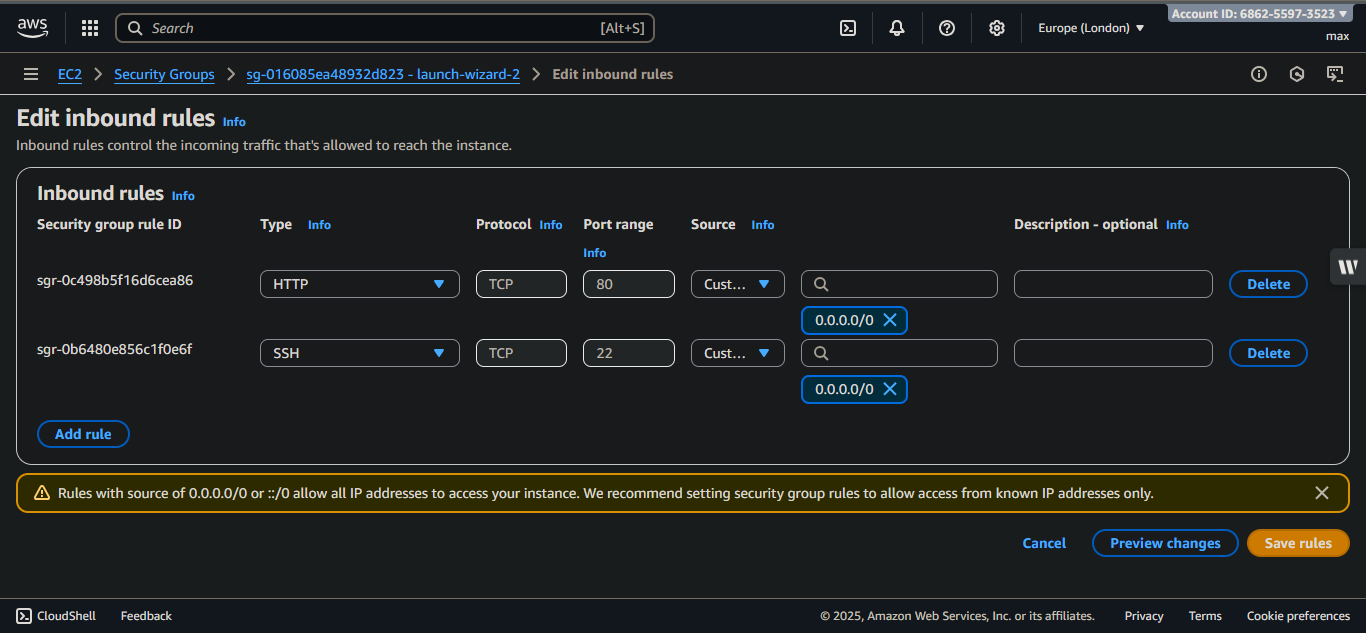 aws
Search [Alt+S]
Europe (London)
Account ID: 6862-5597-3523
max
EC2 Security Groups sg-016085ea48932d823 - launch-wizard-2 Edit inbound rules
Edit inbound rules Info
Inbound rules control the incoming traffic that's allowed to reach the instance.
Inbound rules Info
Security group rule ID Type Info Protocol Info Port range Info Source Info Description - optional Info
sgr-0c498b5f16d6cea86 HTTP TCP 80 Cust... Delete
0.0.0.0/0
sgr-0b6480e856c1f0e6f SSH TCP 22 Cust... Delete
0.0.0.0/0
Add rule
Rules with source of 0.0.0.0/0 or ::/0 allow all IP addresses to access your instance. We recommend setting security group rules to allow access from known IP addresses only.
Cancel Preview changes Save rules
CloudShell Feedback © 2025, Amazon Web Services, Inc. or its affiliates. Privacy Terms Cookie preferences